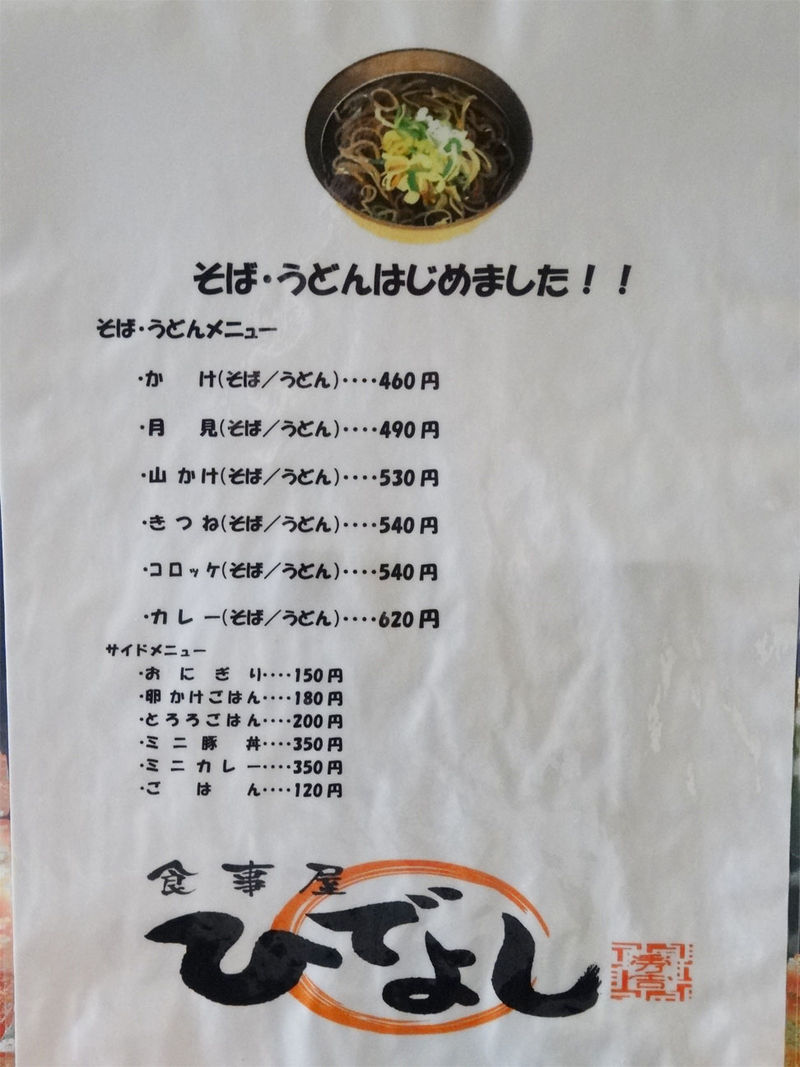 そば・うどんはじめました！！
そば・うどんメニュー
・か　け(そば／うどん)････460円
・月　見(そば／うどん)････490円
・山かけ(そば／うどん)････530円
・きつね(そば／うどん)････540円
・コロッケ(そば／うどん)････540円
・カレー(そば／うどん)････620円
サイドメニュー
・おにぎり････150円
・卵かけごはん････180円
・とろろごはん････200円
・ミニ豚丼････350円
・ミニカレー････350円
・ごはん････120円
食事屋
ひでよし
秀吉